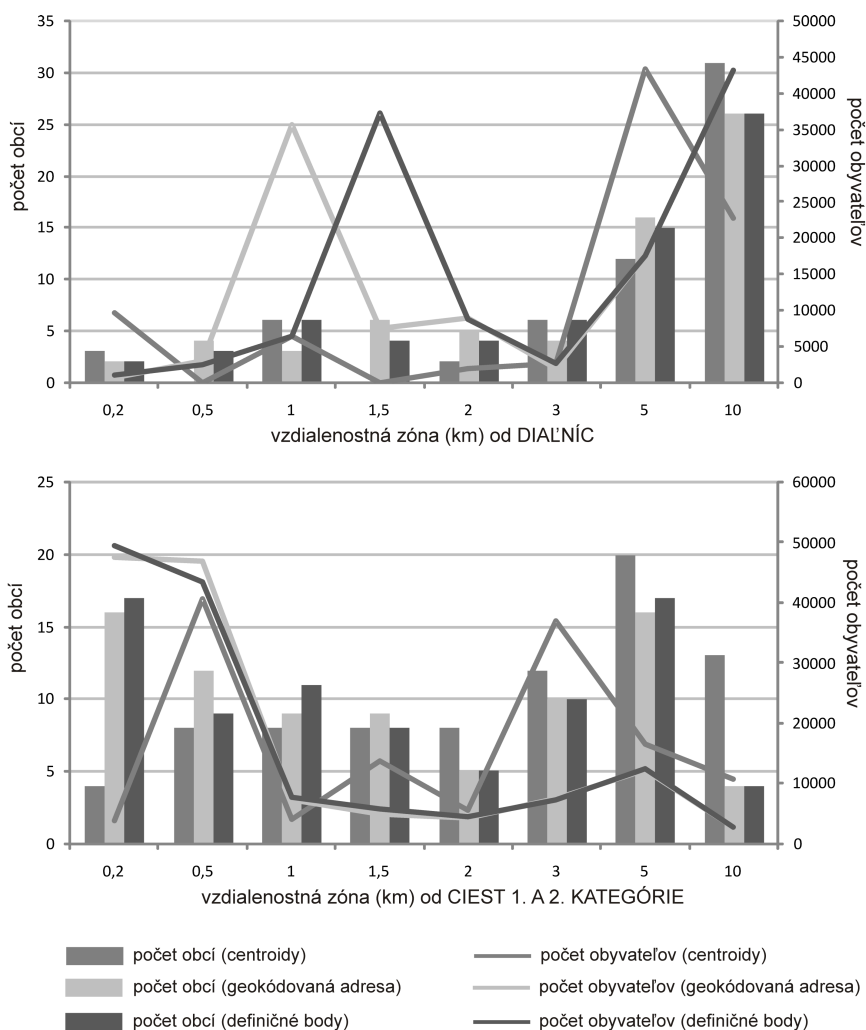 35
30
25
20
15
10
5
0
50000
45000
40000
35000
30000
25000
20000
15000
10000
5000
0
počet obcí
počet obyvateľov
0,2 0,5 1 1,5 2 3 5 10
vzdialenostná zóna (km) od DIAĽNÍC
25
20
15
10
5
0
60000
50000
40000
30000
20000
10000
0
počet obcí
počet obyvateľov
0,2 0,5 1 1,5 2 3 5 10
vzdialenostná zóna (km) od CIEST 1. A 2. KATEGÓRIE
počet obcí (centroidy)
počet obyvateľov (centroidy)
počet obcí (geokódovaná adresa)
počet obyvateľov (geokódovaná adresa)
počet obcí (definičné body)
počet obyvateľov (definičné body)